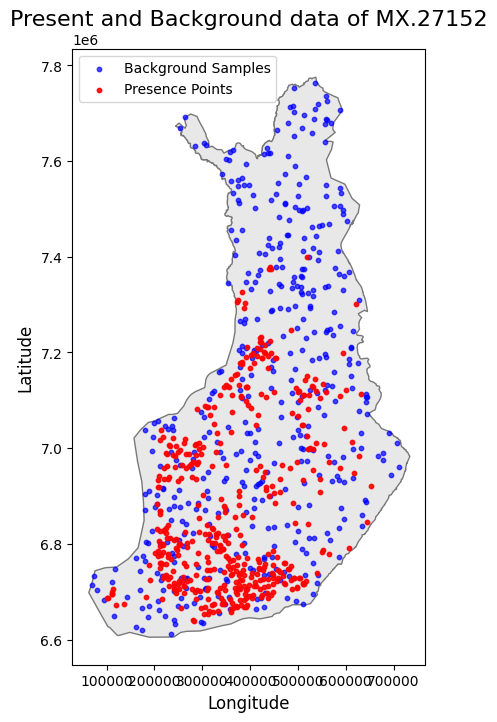 Present and Background data of MX.27152
1e6
Background Samples
Presence Points
7.8
7.6
7.4
7.2
7.0
6.8
6.6
Latitude
100000 200000 300000 400000 500000 600000 700000
Longitude